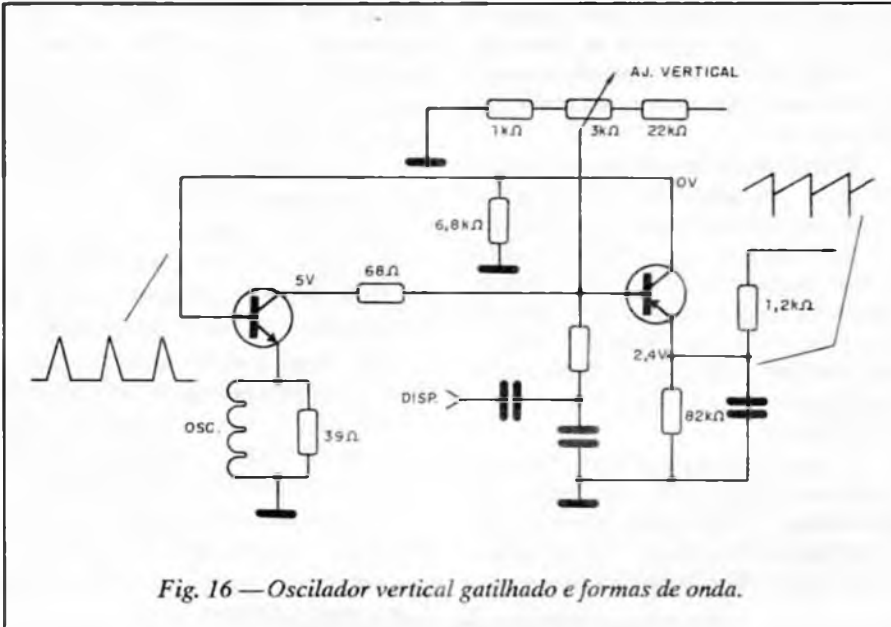 AJ. VERTICAL
1kΩ 3kΩ 22kΩ
0V
6,8kΩ
5V 68Ω
1,2kΩ
2,4V
DISP.
82kΩ
OSC. 39Ω
Fig. 16 — Oscilador vertical gatilhado e formas de onda.